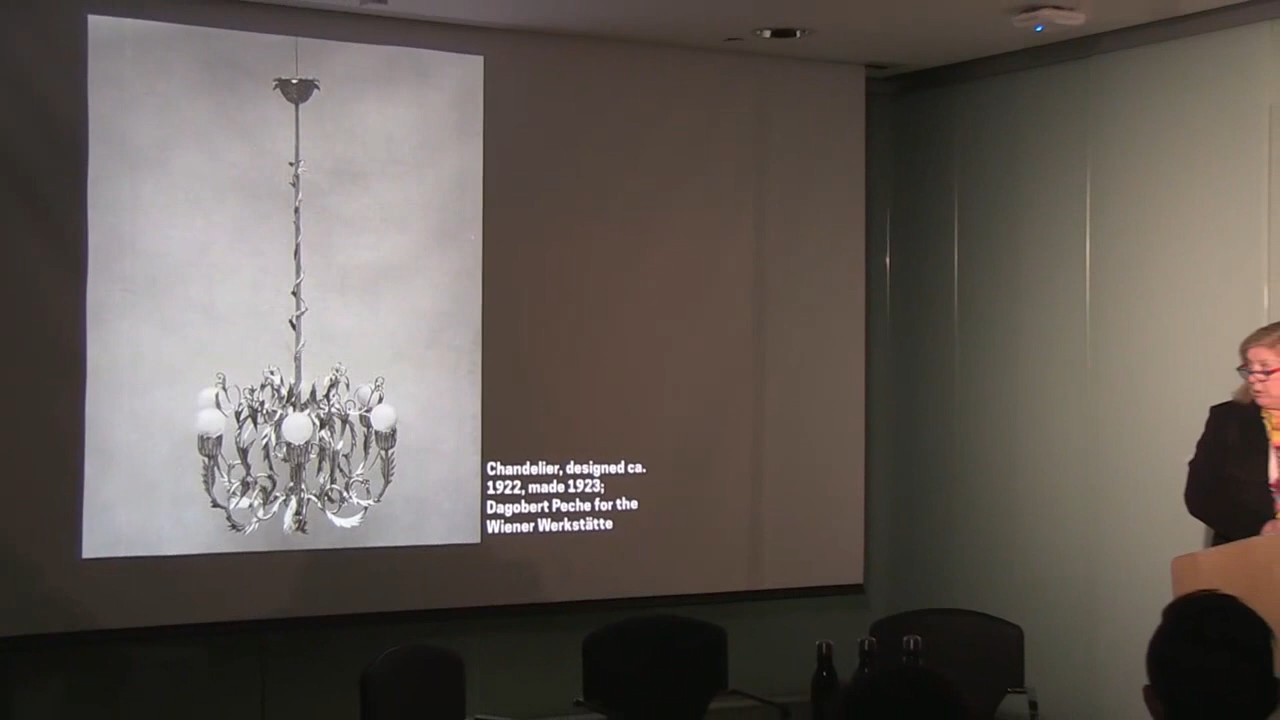 Chandelier, designed ca.
1922, made 1923;
Dagobert Peche for the
Wiener Werkstätte